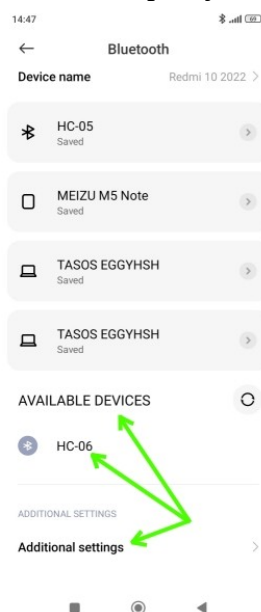 14:47
Bluetooth
Device name Redmi 10 2022
HC-05
Saved
MEIZU M5 Note
Saved
TASOS EGGYHSH
Saved
TASOS EGGYHSH
Saved
AVAILABLE DEVICES
HC-06
ADDITIONAL SETTINGS
Additional settings